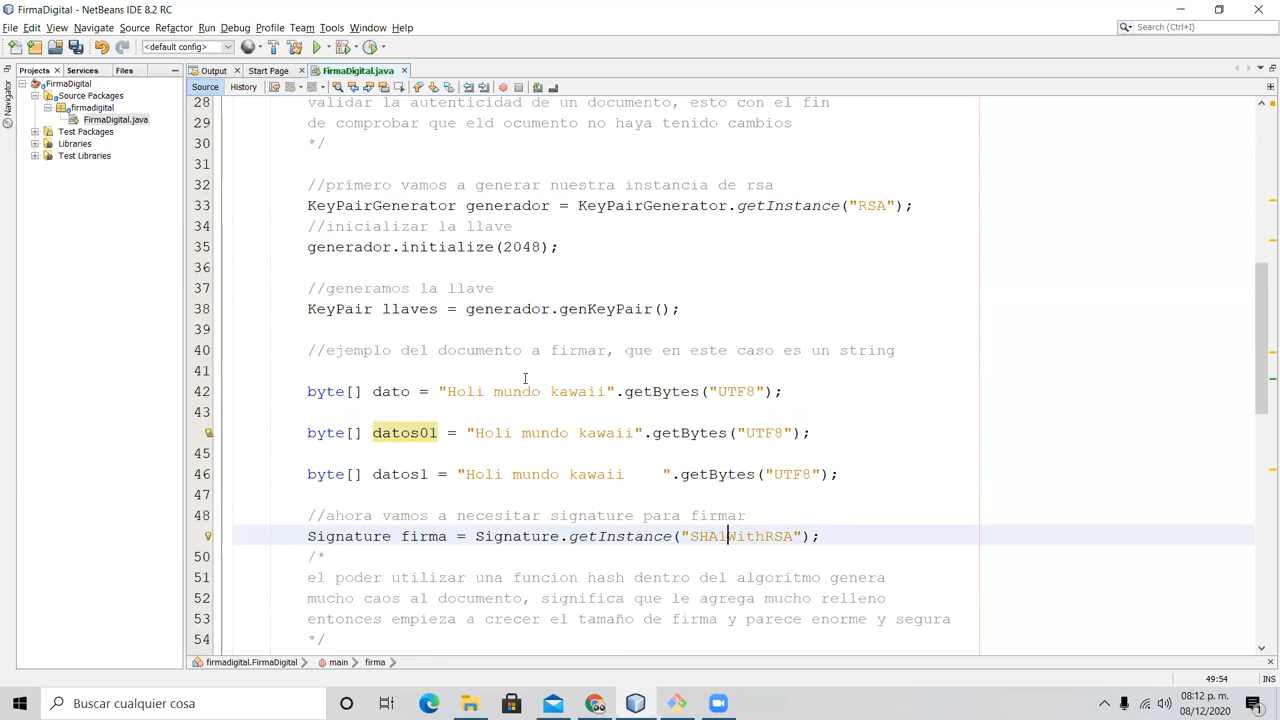 FirmaDigital - NetBeans IDE 8.2 RC
File Edit View Navigate Source Refactor Run Debug Profile Team Tools Window Help
Search (Ctrl+I)
<default config>
Projects Services Files
Output Start Page FirmaDigital.java
Navigator
Source History
FirmaDigital
Source Packages
firmadigital
FirmaDigital.java
Test Packages
Libraries
Test Libraries
28 validar la autenticidad de un documento, esto con el fin
29 de comprobar que eld ocumento no haya tenido cambios
30 */
31
32 //primero vamos a generar nuestra instancia de rsa
33 KeyPairGenerator generador = KeyPairGenerator.getInstance("RSA");
34 //inicializar la llave
35 generador.initialize(2048);
36
37 //generamos la llave
38 KeyPair llaves = generador.genKeyPair();
39
40 //ejemplo del documento a firmar, que en este caso es un string
41
42 byte[] dato = "Holi mundo kawaii".getBytes("UTF8");
43
byte[] datos01 = "Holi mundo kawaii".getBytes("UTF8");
45
46 byte[] datos1 = "Holi mundo kawaii    ".getBytes("UTF8");
47
48 //ahora vamos a necesitar signature para firmar
Signature firma = Signature.getInstance("SHA1WithRSA");
50 /*
51 el poder utilizar una funcion hash dentro del algoritmo genera
52 mucho caos al documento, significa que le agrega mucho relleno
53 entonces empieza a crecer el tamaño de firma y parece enorme y segura
54 */
firmadigital.FirmaDigital main firma
49:54 INS
Buscar cualquier cosa
08:12 p. m.
08/12/2020
1